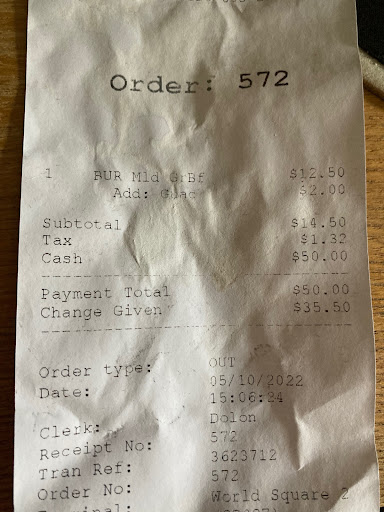 Order: 572
1 BUR Mld GrBf $12.50
Add: Guac $2.00
Subtotal $14.50
Tax $1.32
Cash $50.00
Payment Total $50.00
Change Given $35.50
Order type: OUT
Date: 05/10/2022
15:06:24
Clerk: Dolon
Receipt No: 572
Tran Ref: 3623712
Order No: 572
Terminal: World Square 2